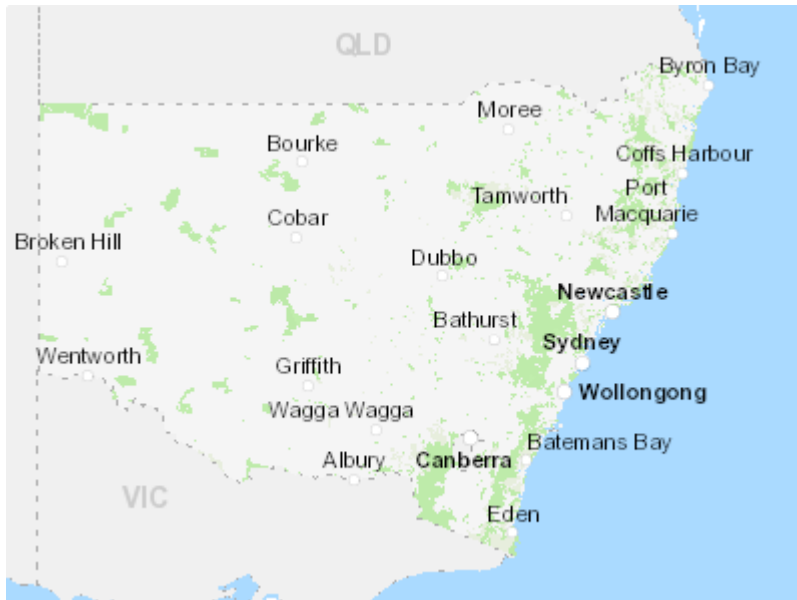 QLD
Byron Bay
Moree
Bourke
Coffs Harbour
Tamworth
Port
Macquarie
Cobar
Broken Hill
Dubbo
Newcastle
Bathurst
Sydney
Wentworth
Griffith
Wollongong
Wagga Wagga
Batemans Bay
Albury
Canberra
VIC
Eden